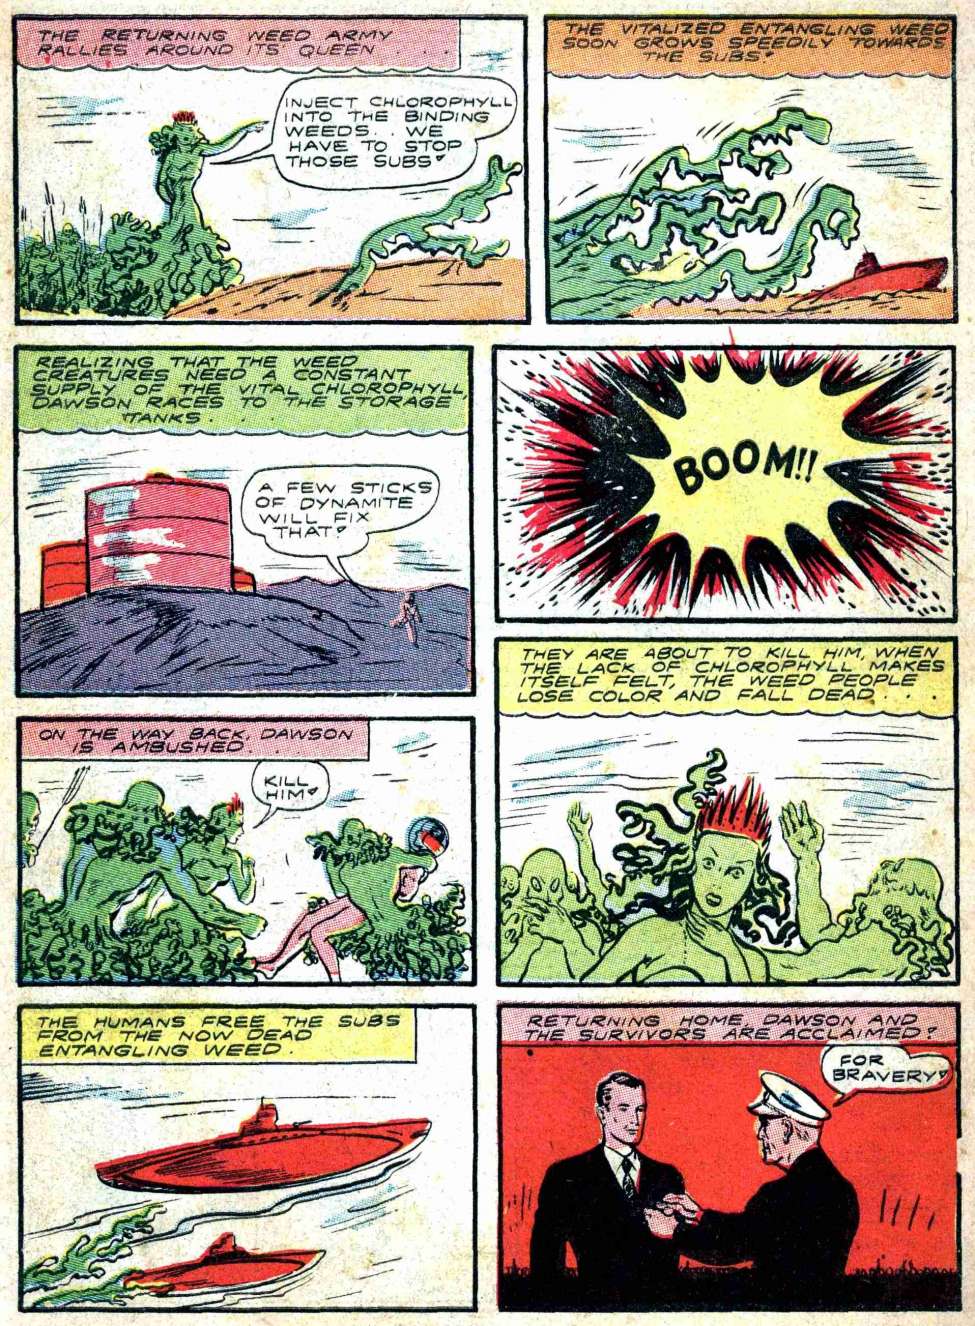 THE RETURNING WEED ARMY
RALLIES AROUND ITS' QUEEN . . .
INJECT CHLOROPHYLL
INTO THE BINDING
WEEDS. . WE
HAVE TO STOP
THOSE SUBS!
THE VITALIZED ENTANGLING WEED
SOON GROWS SPEEDILY TOWARDS
THE SUBS!
REALIZING THAT THE WEED
CREATURES NEED A CONSTANT
SUPPLY OF THE VITAL CHLOROPHYLL,
DAWSON RACES TO THE STORAGE
TANKS . . .
A FEW STICKS
OF DYNAMITE
WILL FIX
THAT!
BOOM!!
ON THE WAY BACK, DAWSON
IS AMBUSHED. . . .
KILL
HIM!
THEY ARE ABOUT TO KILL HIM, WHEN
THE LACK OF CHLOROPHYLL MAKES
ITSELF FELT, THE WEED PEOPLE
LOSE COLOR AND FALL DEAD . . .
THE HUMANS FREE THE SUBS
FROM THE NOW DEAD
ENTANGLING WEED.
RETURNING HOME, DAWSON AND
THE SURVIVORS ARE ACCLAIMED!
FOR
BRAVERY!